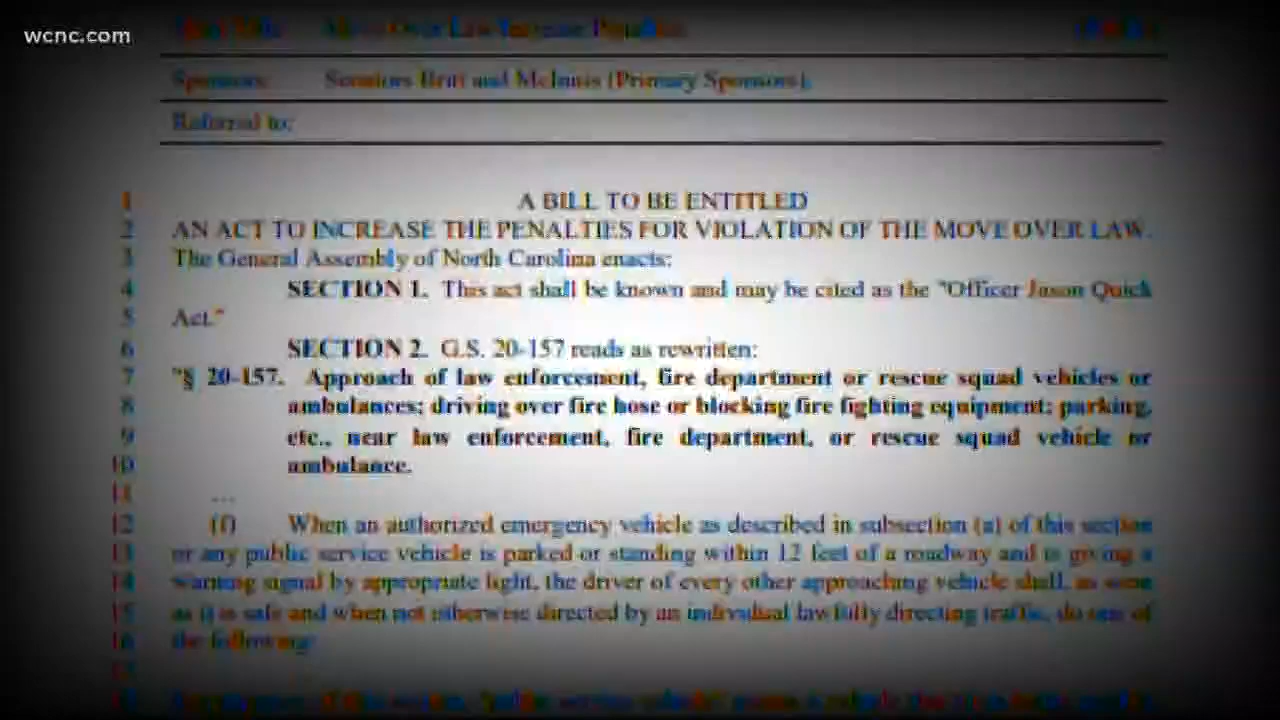 wcnc.com
Move Over Law Increase Penalties.
Sponsors: Senators Britt and McInnis (Primary Sponsors).
Referred to:
1 A BILL TO BE ENTITLED
2 AN ACT TO INCREASE THE PENALTIES FOR VIOLATION OF THE MOVE OVER LAW.
3 The General Assembly of North Carolina enacts:
4 SECTION 1. This act shall be known and may be cited as the "Officer Jason Quick
5 Act."
6 SECTION 2. G.S. 20-157 reads as rewritten:
7 "§ 20-157. Approach of law enforcement, fire department or rescue squad vehicles or
8 ambulances; driving over fire hose or blocking fire fighting equipment; parking,
9 etc., near law enforcement, fire department, or rescue squad vehicle or
10 ambulance.
11 ...
12 (f) When an authorized emergency vehicle as described in subsection (a) of this section
13 or any public service vehicle is parked or standing within 12 feet of a roadway and is giving a
14 warning signal by appropriate light, the driver of every other approaching vehicle shall, as soon
15 as it is safe and when not otherwise directed by an individual lawfully directing traffic, do one of
16 the following:
17